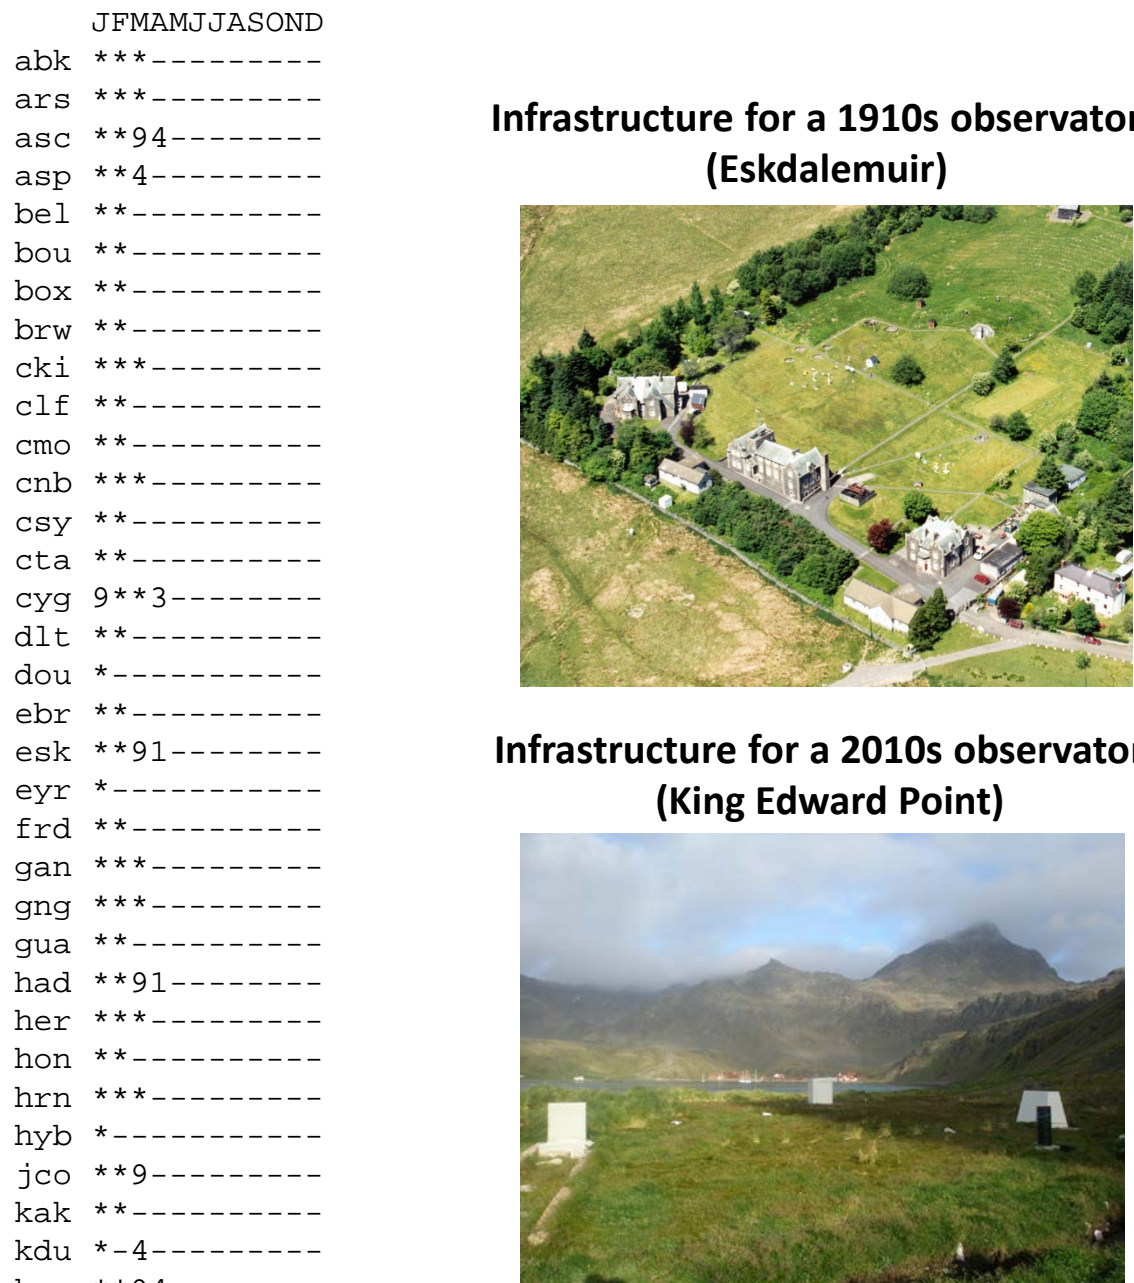 JFMAMJJASOND
abk ***---------
ars ***---------
asc **94--------
asp **4---------
bel **----------
bou **----------
box **----------
brw **----------
cki ***---------
clf **----------
cmo **----------
cnb ***---------
csy **----------
cta **----------
cyg 9**3--------
dlt **----------
dou *-----------
ebr **----------
esk **91--------
eyr *-----------
frd **----------
gan ***---------
gng ***---------
gua **----------
had **91--------
her ***---------
hon **----------
hrn ***---------
hyb *-----------
jco **9---------
kak **----------
kdu *-4---------
Infrastructure for a 1910s observator
(Eskdalemuir)
Infrastructure for a 2010s observator
(King Edward Point)